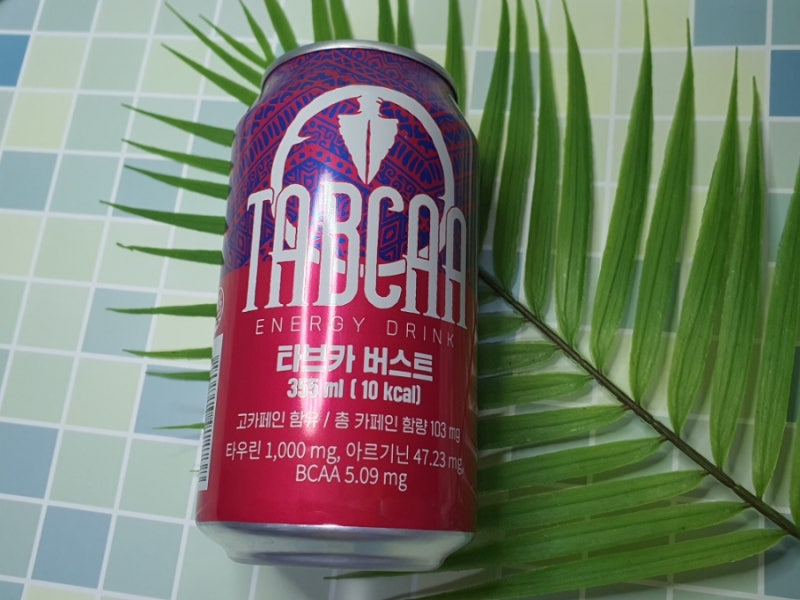 TABCAA
ENERGY DRINK
타브카 버스트
355 ml ( 10 kcal)
고카페인 함유 / 총 카페인 함량 103 mg
타우린 1,000 mg, 아르기닌 47.23 mg,
BCAA 5.09 mg